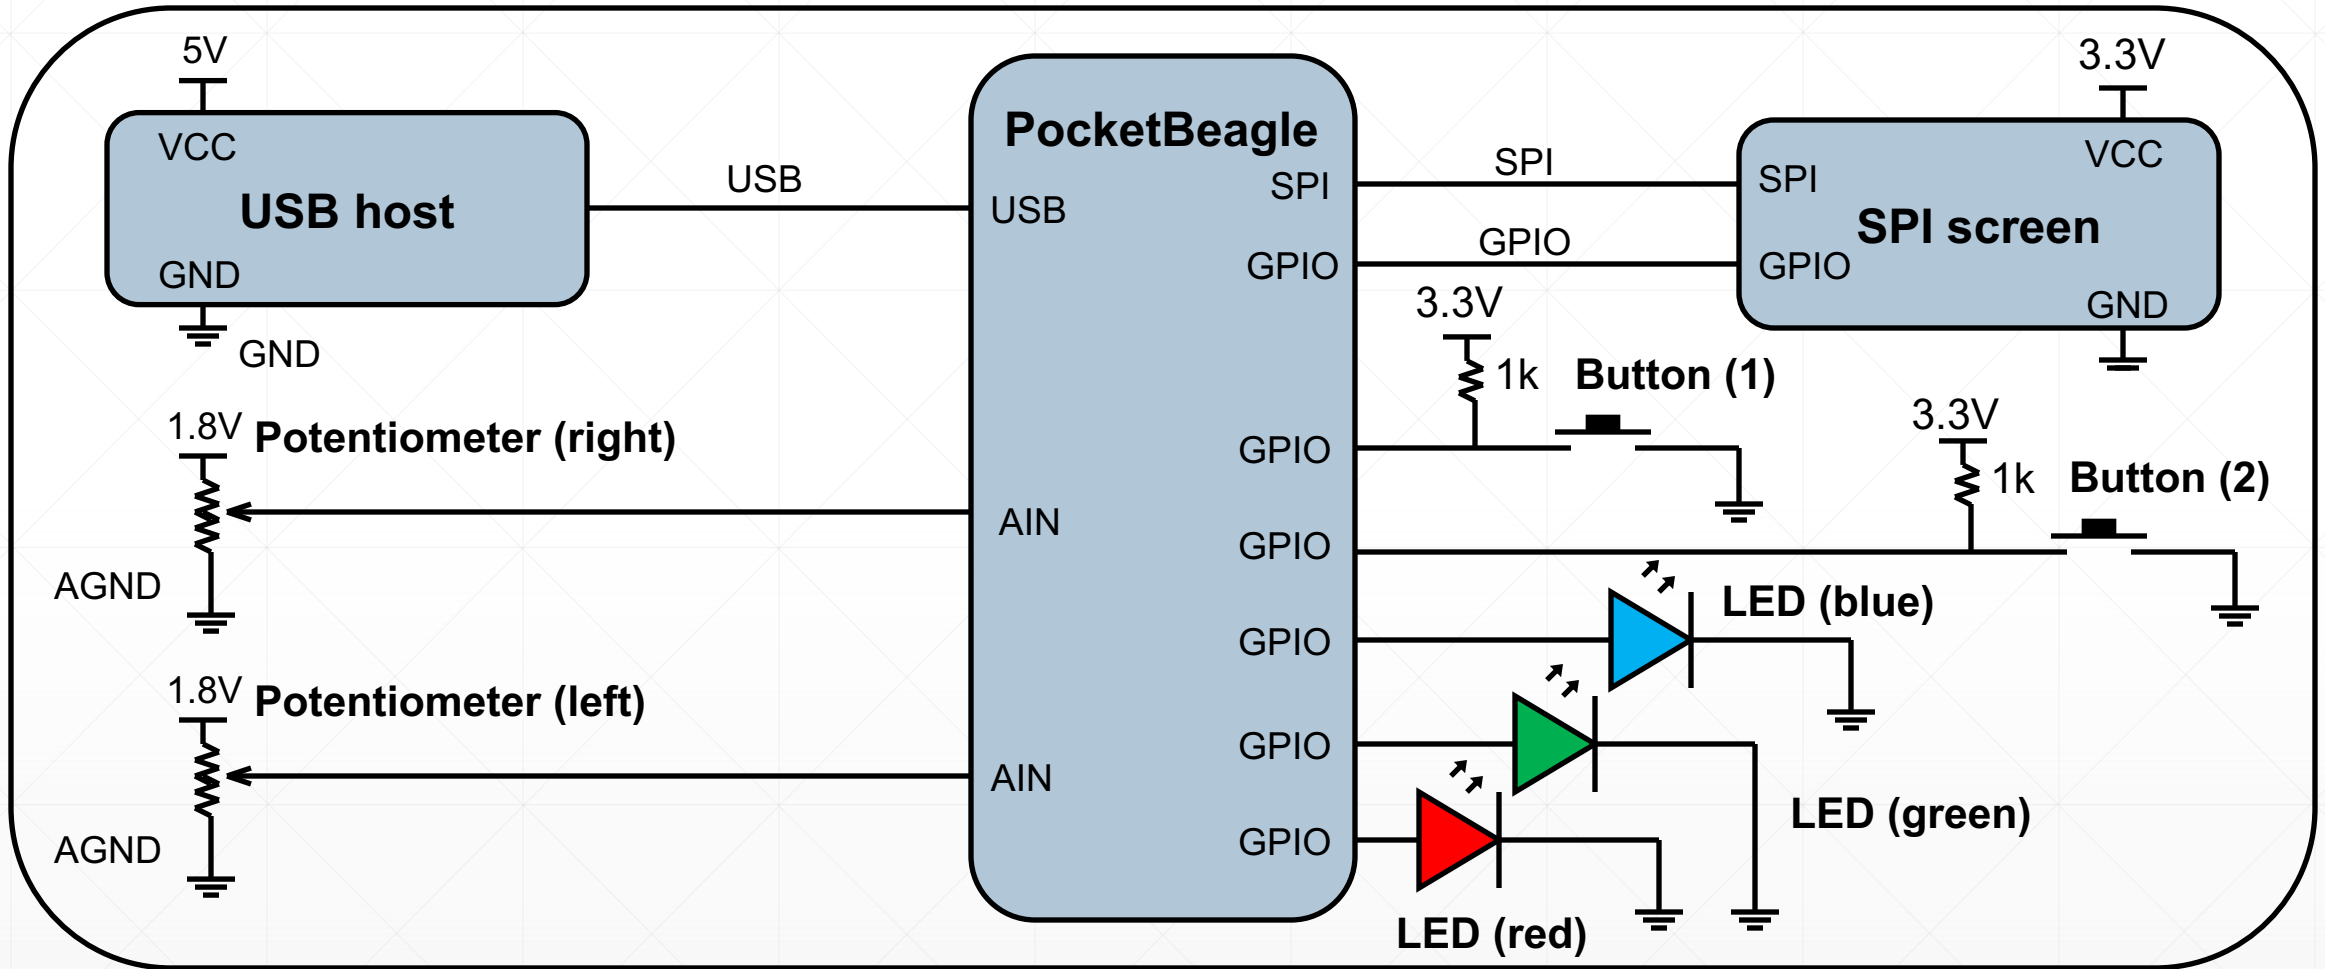 5V
VCC
USB host
GND
GND
USB
1.8V
Potentiometer (right)
AGND
1.8V
Potentiometer (left)
AGND
PocketBeagle
USB
AIN
AIN
SPI
GPIO
GPIO
GPIO
GPIO
GPIO
GPIO
SPI
GPIO
3.3V
VCC
SPI
SPI screen
GPIO
GND
3.3V
1k
Button (1)
3.3V
1k
Button (2)
LED (blue)
LED (green)
LED (red)